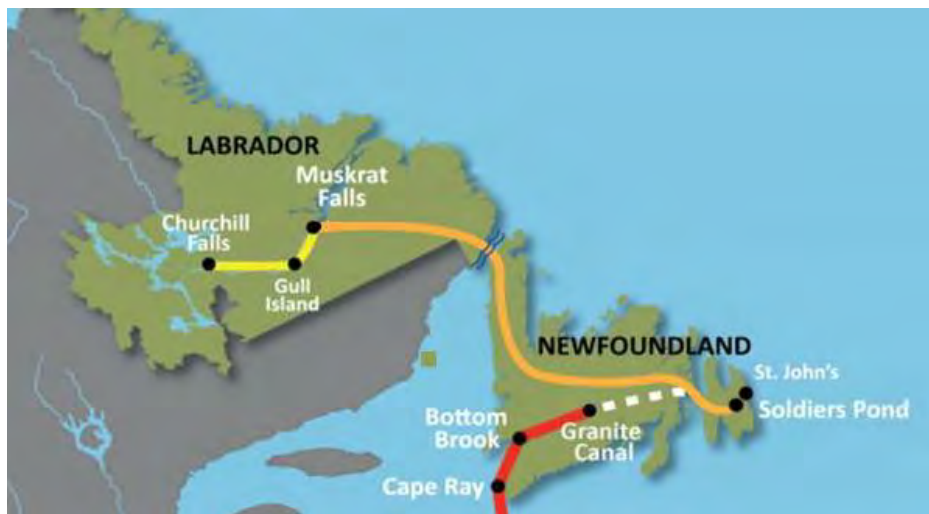 LABRADOR
Muskrat
Falls
Churchill
Falls
Gull
Island
NEWFOUNDLAND
St. John's
Soldiers Pond
Bottom
Brook
Granite
Canal
Cape Ray